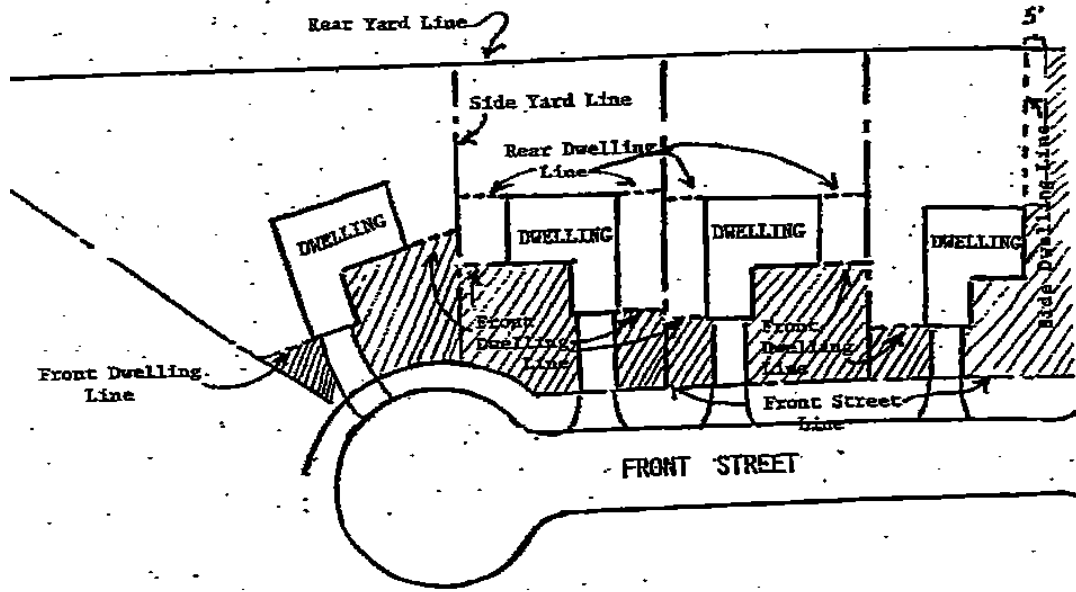 Rear Yard Line
5'
Side Yard Line
Rear Dwelling
Line
Side Dwelling Line
DWELLING
DWELLING
DWELLING
DWELLING
Front
Dwelling
Line
Front
Dwelling
Line
Front Dwelling.
Line
Front Street
Line
FRONT STREET